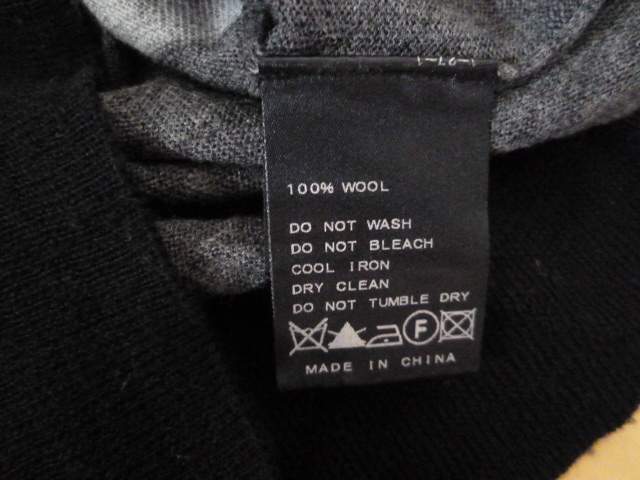 100% WOOL
DO NOT WASH
DO NOT BLEACH
COOL IRON
DRY CLEAN
DO NOT TUMBLE DRY
F
MADE IN CHINA